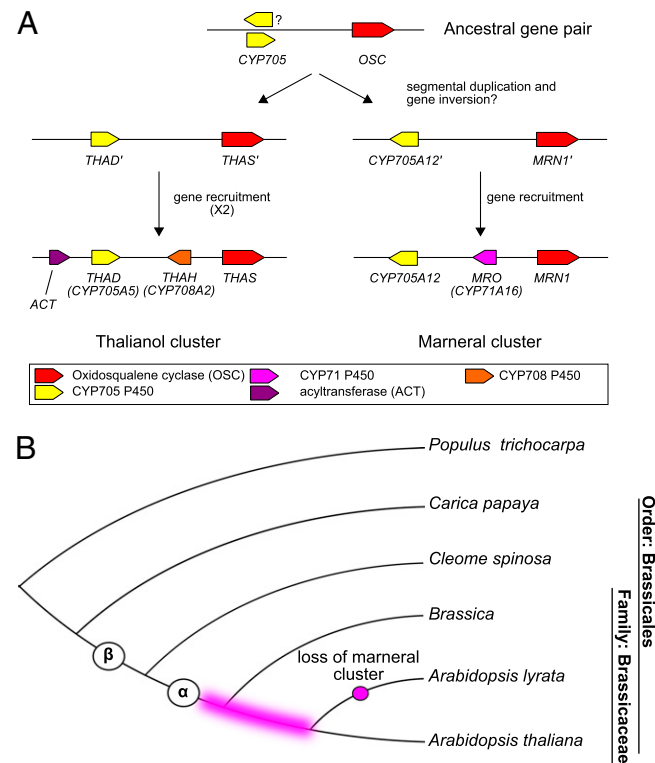 A
?
CYP705
OSC
Ancestral gene pair
segmental duplication and
gene inversion?
THAD'
THAS'
CYP705A12'
MRN1'
gene recruitment
(X2)
gene recruitment
ACT
THAD
(CYP705A5)
THAH
(CYP708A2)
THAS
CYP705A12
MRO
(CYP71A16)
MRN1
Thalianol cluster
Marneral cluster
Oxidosqualene cyclase (OSC)
CYP71 P450
CYP708 P450
CYP705 P450
acyltransferase (ACT)
B
Populus trichocarpa
Carica papaya
Cleome spinosa
Brassica
loss of marneral
cluster
Arabidopsis lyrata
Arabidopsis thaliana
β
α
Order: Brassicales
Family: Brassicaceae